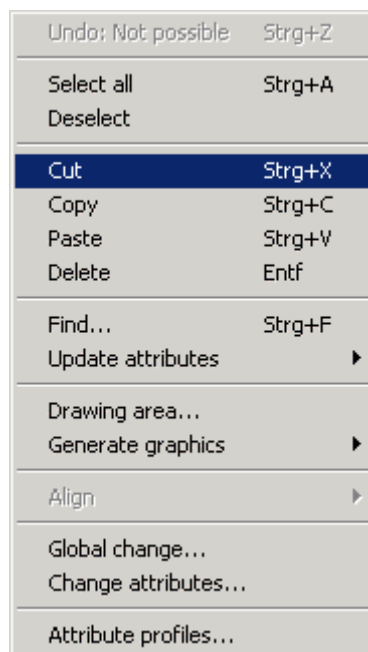 Undo: Not possible Strg+Z
Select all Strg+A
Deselect
Cut Strg+X
Copy Strg+C
Paste Strg+V
Delete Entf
Find... Strg+F
Update attributes
Drawing area...
Generate graphics
Align
Global change...
Change attributes...
Attribute profiles...